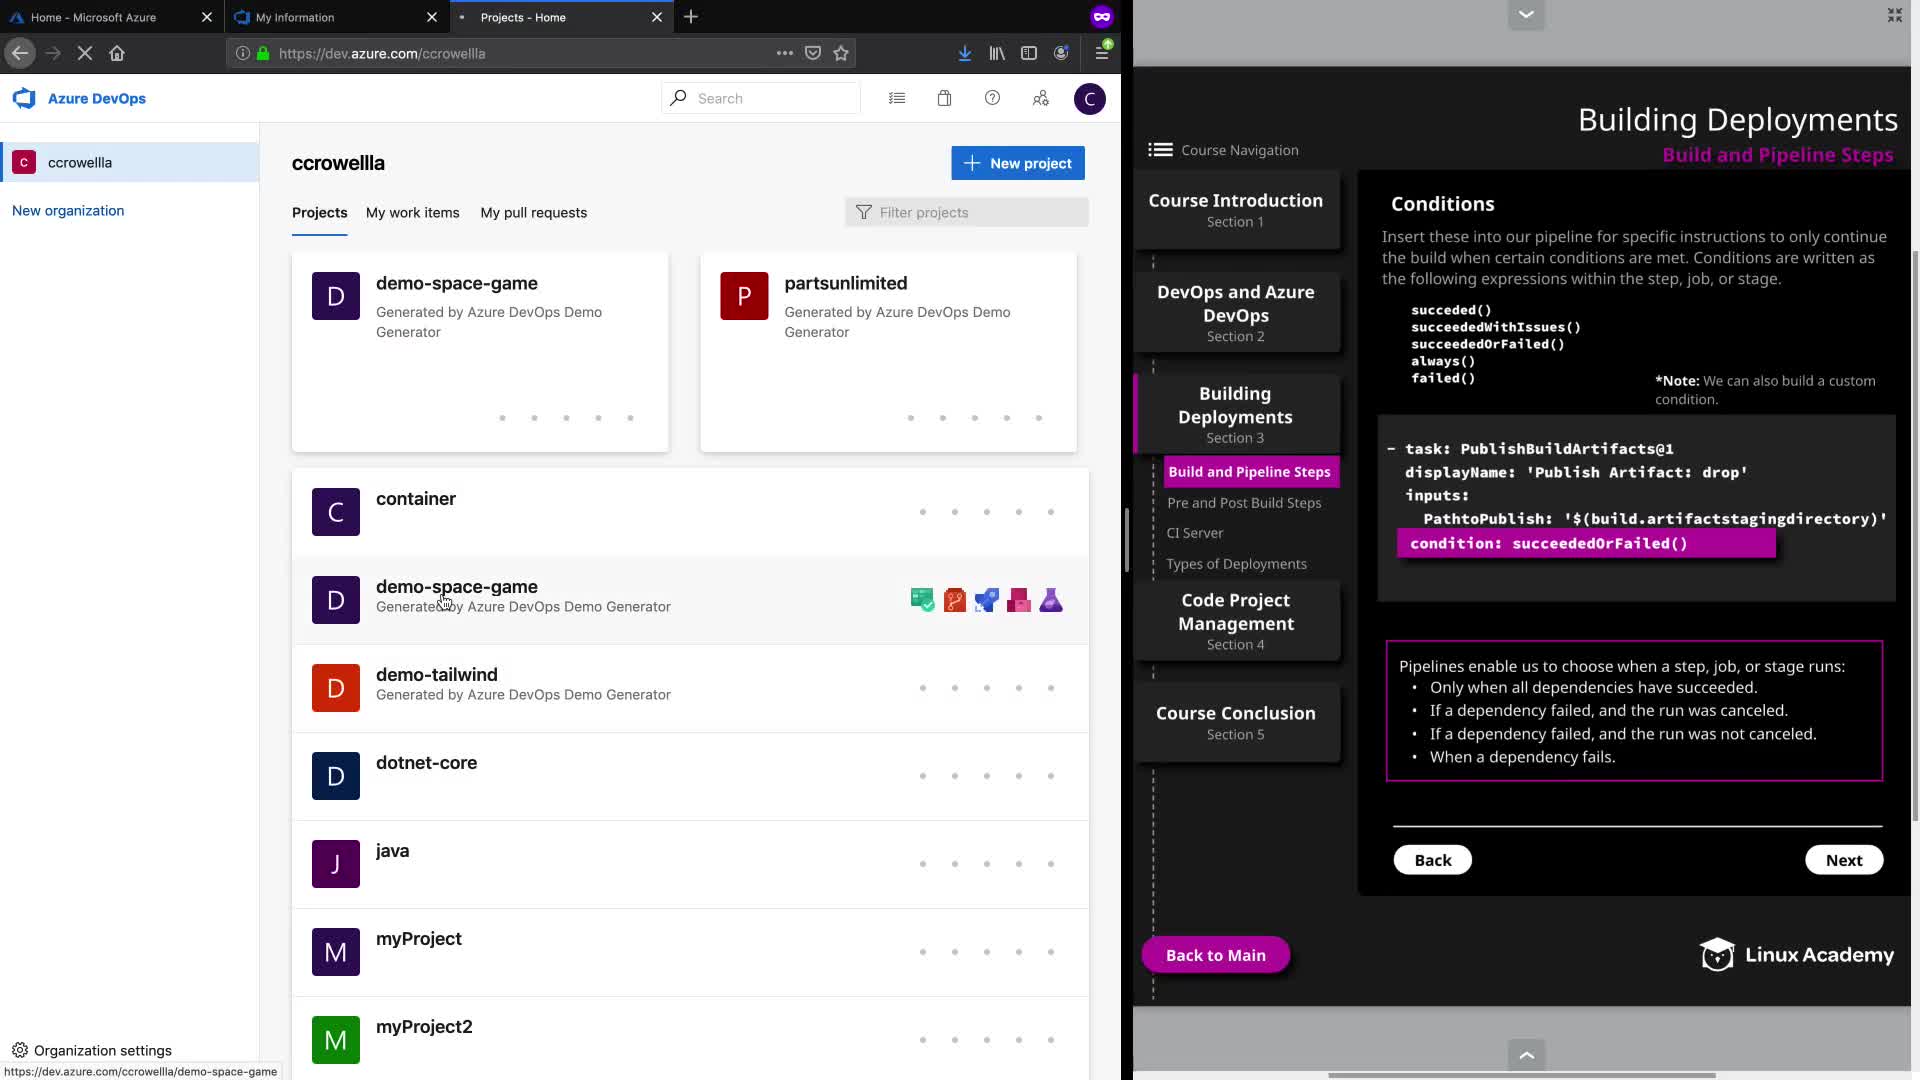 Home - Microsoft Azure
My Information
Projects - Home
https://dev.azure.com/ccrowellla
Azure DevOps
Search
C
C
ccrowellla
New organization
ccrowellla
New project
Projects
My work items
My pull requests
Filter projects
D
demo-space-game
Generated by Azure DevOps Demo
Generator
P
partsunlimited
Generated by Azure DevOps Demo
Generator
C
container
D
demo-space-game
Generated by Azure DevOps Demo Generator
D
demo-tailwind
Generated by Azure DevOps Demo Generator
D
dotnet-core
J
java
M
myProject
M
myProject2
Organization settings
https://dev.azure.com/ccrowellla/demo-space-game
Building Deployments
Build and Pipeline Steps
Course Navigation
Course Introduction
Section 1
DevOps and Azure
DevOps
Section 2
Building
Deployments
Section 3
Build and Pipeline Steps
Pre and Post Build Steps
CI Server
Types of Deployments
Code Project
Management
Section 4
Course Conclusion
Section 5
Back to Main
Conditions
Insert these into our pipeline for specific instructions to only continue
the build when certain conditions are met. Conditions are written as
the following expressions within the step, job, or stage.
succeded()
succeededWithIssues()
succeededOrFailed()
always()
failed()
*Note: We can also build a custom
condition.
- task: PublishBuildArtifacts@1
displayName: 'Publish Artifact: drop'
inputs:
PathtoPublish: '$(build.artifactstagingdirectory)'
condition: succeededOrFailed()
Pipelines enable us to choose when a step, job, or stage runs:
• Only when all dependencies have succeeded.
• If a dependency failed, and the run was canceled.
• If a dependency failed, and the run was not canceled.
• When a dependency fails.
Back
Next
Linux Academy